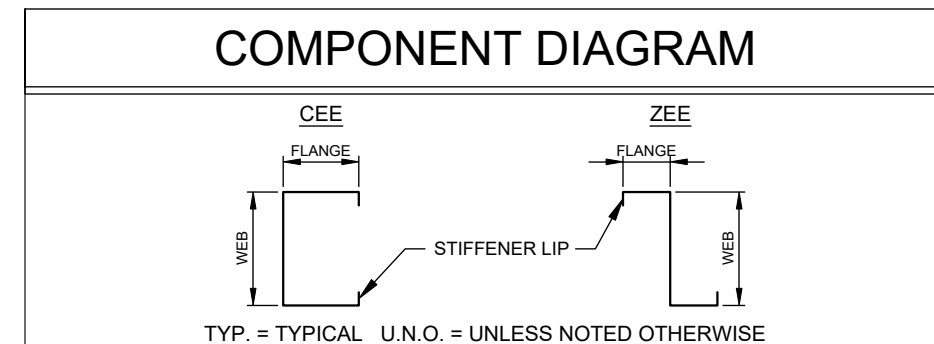 COMPONENT DIAGRAM
CEE
ZEE
FLANGE
FLANGE
WEB
STIFFENER LIP
WEB
TYP. = TYPICAL U.N.O. = UNLESS NOTED OTHERWISE